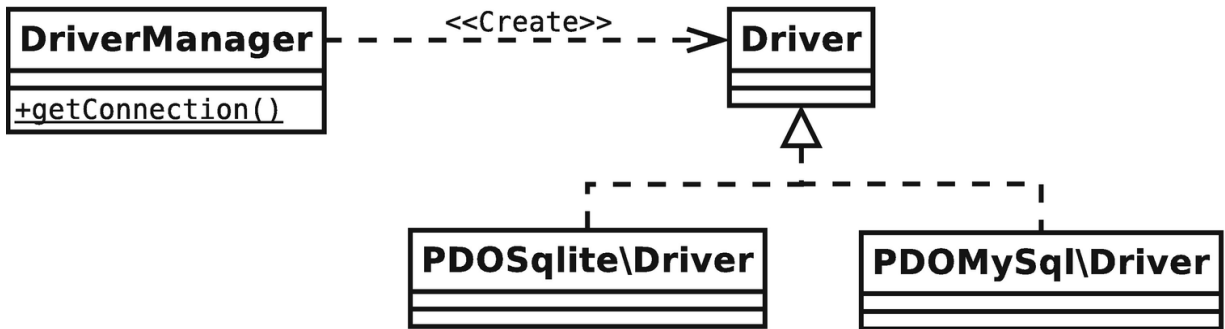 <<Create>>
DriverManager
Driver
+getConnection()
PDOSqlite\Driver
PDOMySql\Driver